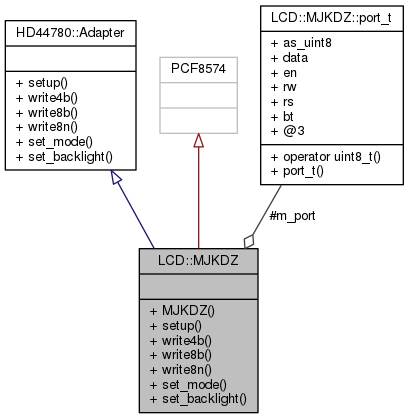 HD44780::Adapter
+ setup()
+ write4b()
+ write8b()
+ write8n()
+ set_mode()
+ set_backlight()
PCF8574
LCD::MJKDZ::port_t
+ as_uint8
+ data
+ en
+ rw
+ rs
+ bt
+ @3
+ operator uint8_t()
+ port_t()
#m_port
LCD::MJKDZ
+ MJKDZ()
+ setup()
+ write4b()
+ write8b()
+ write8n()
+ set_mode()
+ set_backlight()